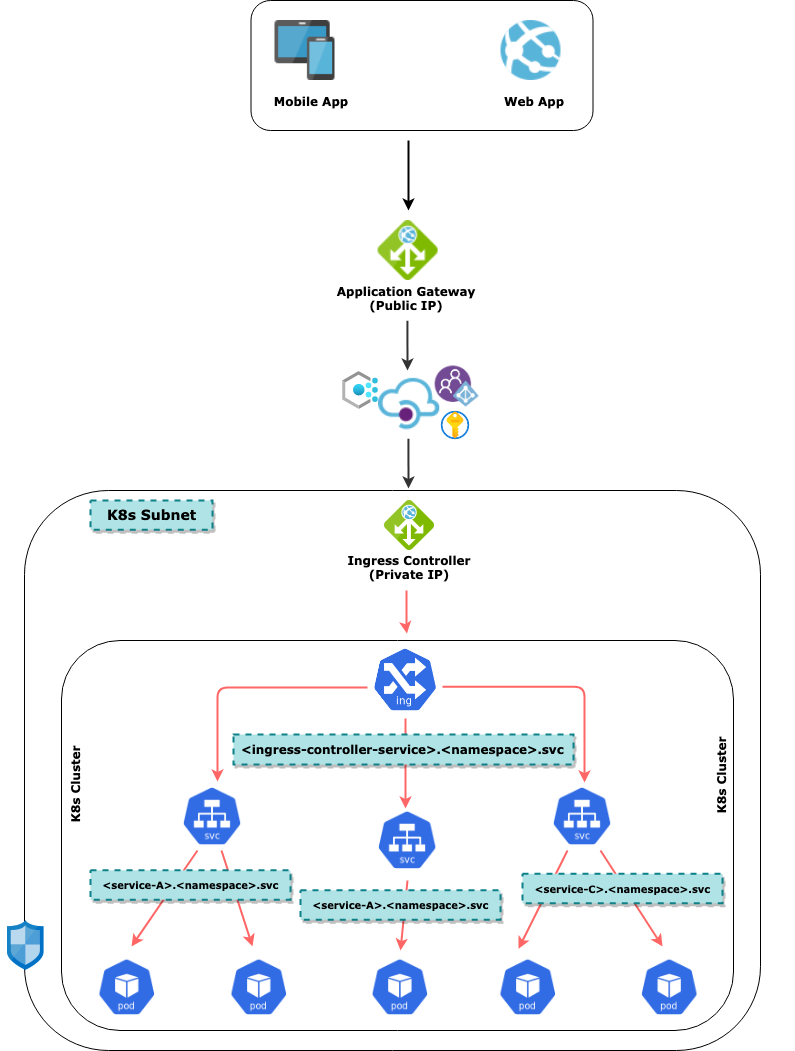 Mobile App
Web App
Application Gateway
(Public IP)
K8s Subnet
Ingress Controller
(Private IP)
ing
<ingress-controller-service>.<namespace>.svc
K8s Cluster
K8s Cluster
svc
svc
svc
<service-A>.<namespace>.svc
<service-A>.<namespace>.svc
<service-C>.<namespace>.svc
pod
pod
pod
pod
pod